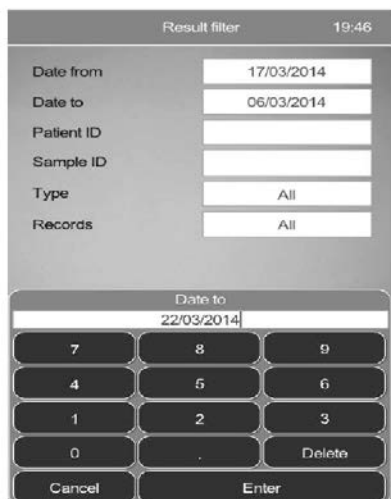 Result filter 19:46
Date from 17/03/2014
Date to 06/03/2014
Patient ID
Sample ID
Type All
Records All
Date to
22/03/2014
7 8 9
4 5 6
1 2 3
0 . Delete
Cancel Enter